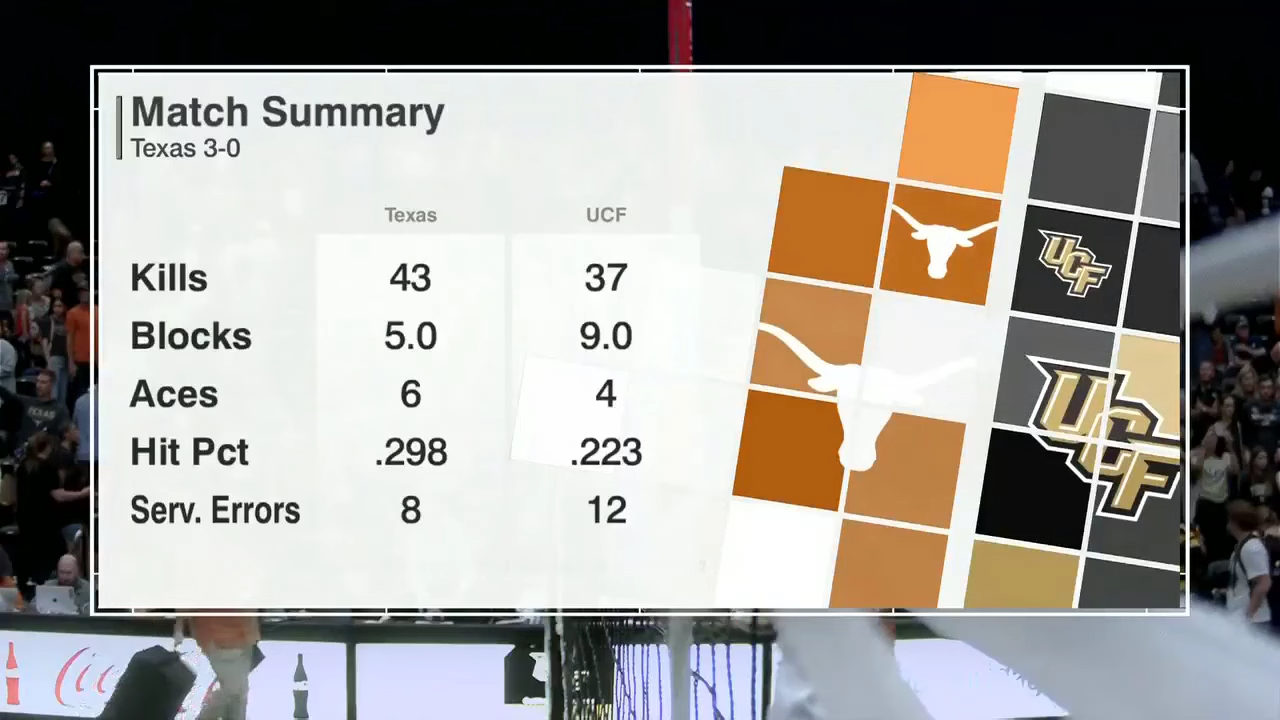 Match Summary
Texas 3-0
Texas UCF
Kills 43 37
Blocks 5.0 9.0
Aces 6 4
Hit Pct .298 .223
Serv. Errors 8 12
UCF
UCF
TEXAS